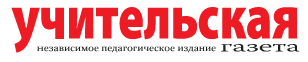 учительская
независимое педагогическое издание газета